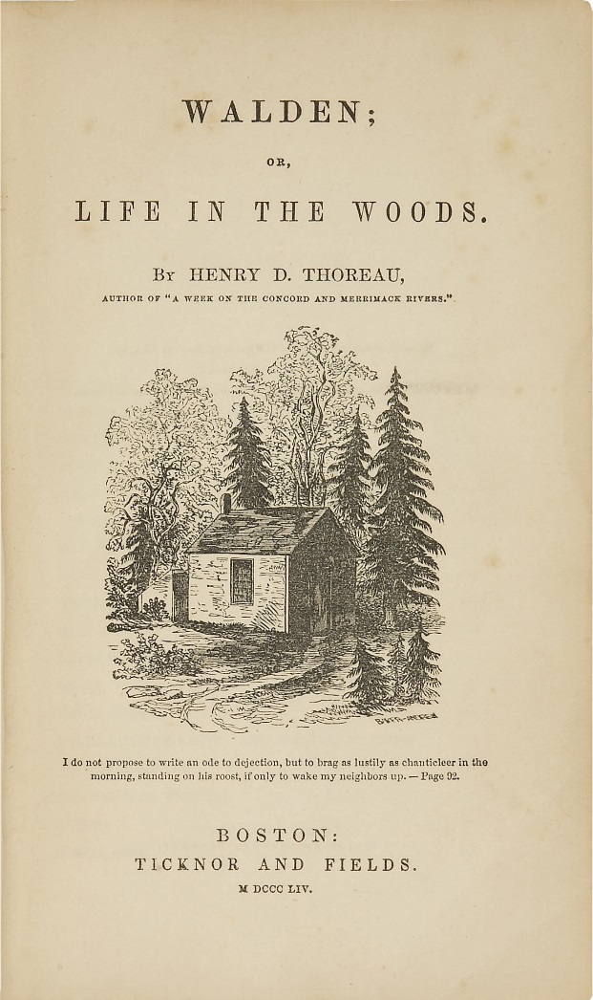 WALDEN;
OR,
LIFE IN THE WOODS.
BY HENRY D. THOREAU,
AUTHOR OF "A WEEK ON THE CONCORD AND MERRIMACK RIVERS."
I do not propose to write an ode to dejection, but to brag as lustily as chanticleer in the
morning, standing on his roost, if only to wake my neighbors up. — Page 92.
BOSTON:
TICKNOR AND FIELDS.
M DCCC LIV.